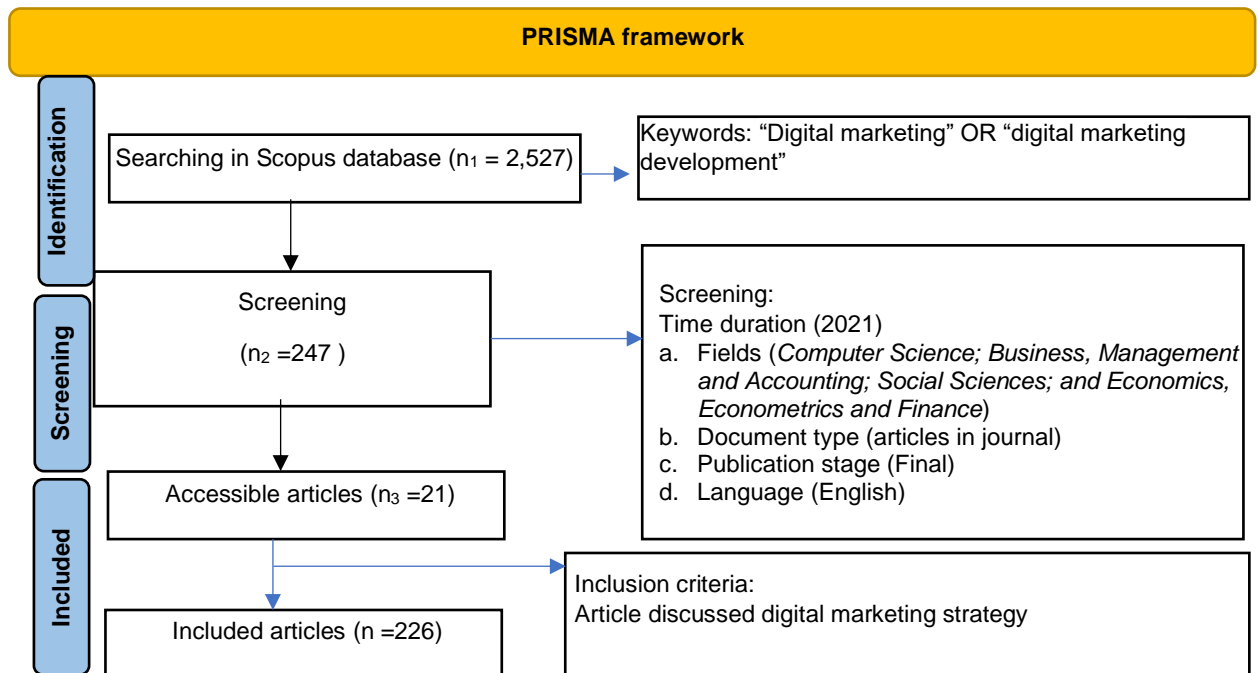 PRISMA framework
Identification
Searching in Scopus database (n₁ = 2,527)
Keywords: “Digital marketing” OR “digital marketing
development”
Screening
Screening
(n₂ =247 )
Screening:
Time duration (2021)
a. Fields (Computer Science; Business, Management
and Accounting; Social Sciences; and Economics,
Econometrics and Finance)
b. Document type (articles in journal)
c. Publication stage (Final)
d. Language (English)
Included
Accessible articles (n₃ =21)
Inclusion criteria:
Article discussed digital marketing strategy
Included articles (n =226)